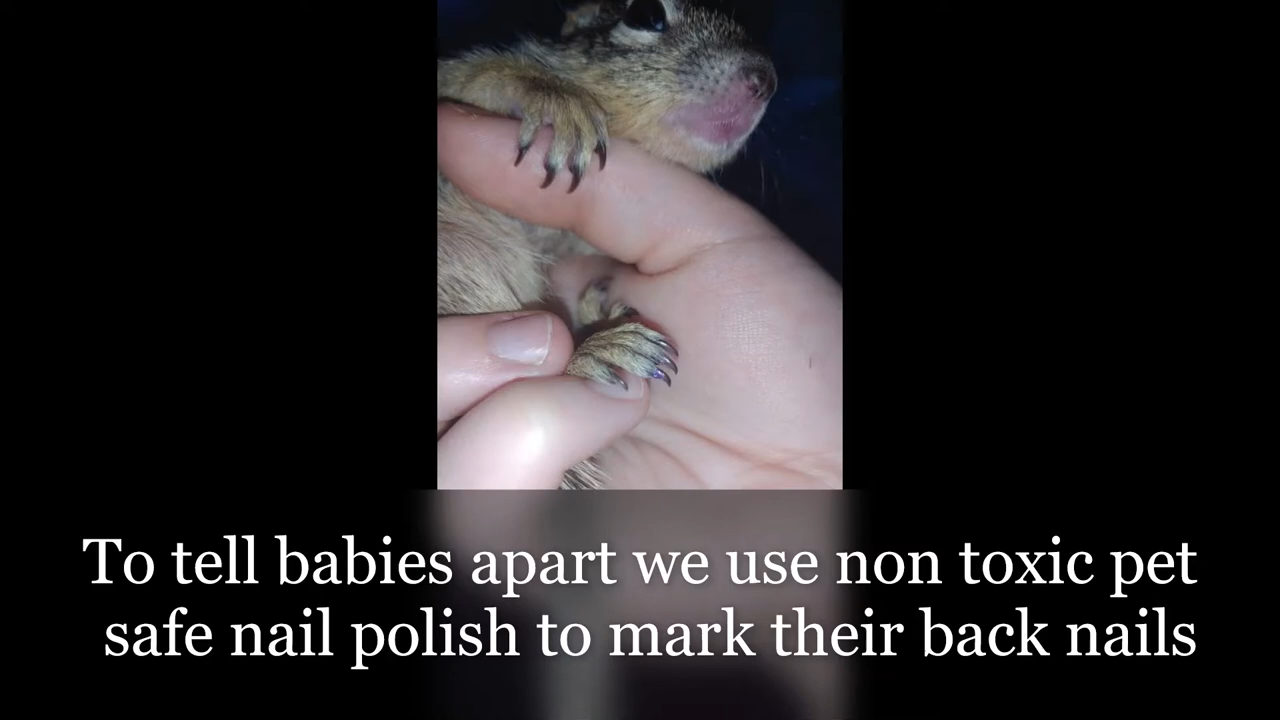 To tell babies apart we use non toxic pet
safe nail polish to mark their back nails